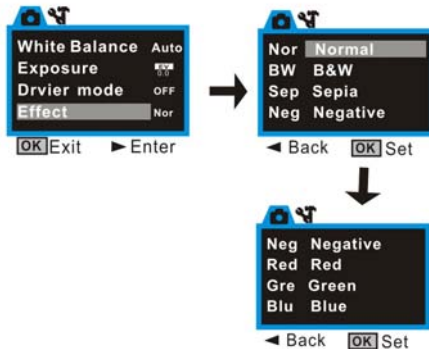 White Balance Auto
Exposure EV 0.0
Drvier mode OFF
Effect Nor
OK Exit ► Enter
Nor Normal
BW B&W
Sep Sepia
Neg Negative
◄ Back OK Set
Neg Negative
Red Red
Gre Green
Blu Blue
◄ Back OK Set